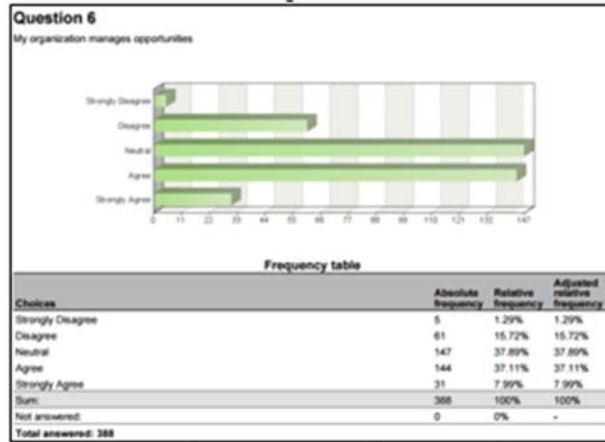 Question 6
My organization manages opportunities
Strongly Disagree
Disagree
Neutral
Agree
Strongly Agree
0 11 22 33 44 55 66 77 88 99 110 121 132 147
Frequency table
Choices Absolute frequency Relative frequency Adjusted relative frequency
Strongly Disagree 5 1.29% 1.29%
Disagree 61 15.72% 15.72%
Neutral 147 37.89% 37.89%
Agree 144 37.11% 37.11%
Strongly Agree 31 7.99% 7.99%
Sum: 388 100% 100%
Not answered: 0 0% -
Total answered: 388